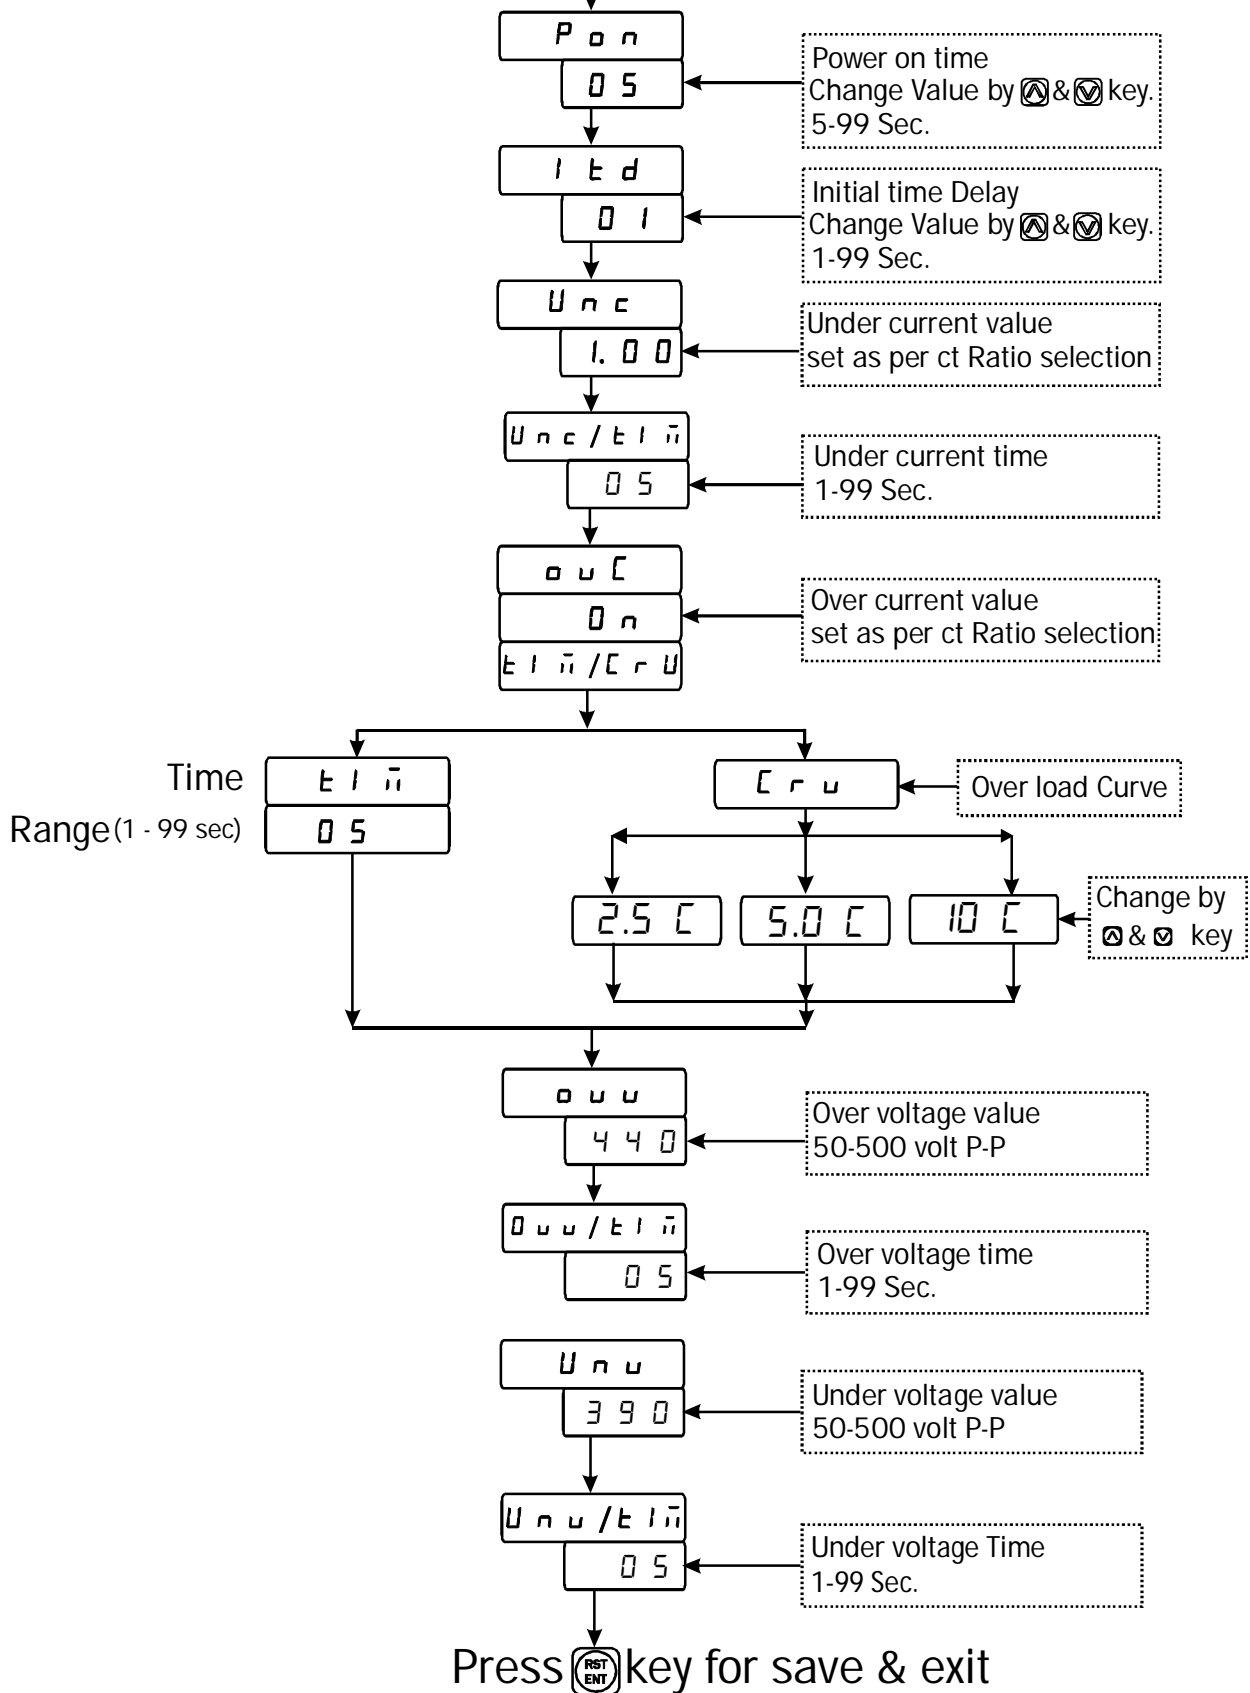 Pon
05
Power on time
Change Value by & key.
5-99 Sec.
Itd
01
Initial time Delay
Change Value by & key.
1-99 Sec.
Unc
1.00
Under current value
set as per ct Ratio selection
Unc/tIm
05
Under current time
1-99 Sec.
ouC
On
Over current value
set as per ct Ratio selection
tIm/CrU
Time
tIm
Cru
Over load Curve
Range (1 - 99 sec)
05
2.5 C
5.0 C
10 C
Change by
& key
ouu
440
Over voltage value
50-500 volt P-P
Ouu/tIm
05
Over voltage time
1-99 Sec.
Unu
390
Under voltage value
50-500 volt P-P
Unu/tIm
05
Under voltage Time
1-99 Sec.
Press RST ENT key for save & exit